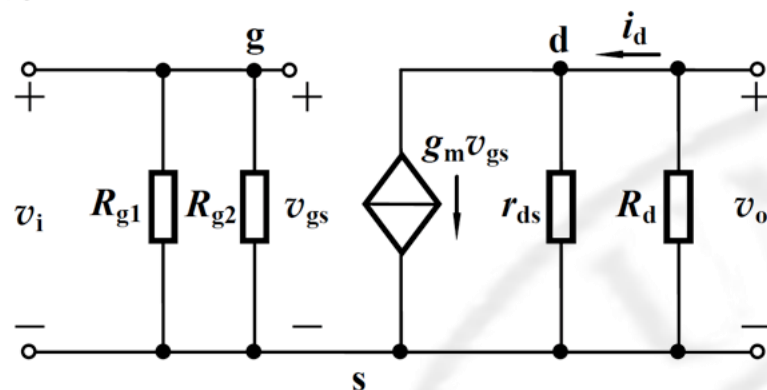 g d i_d
+ + +
g_m v_gs
v_i R_g1 R_g2 v_gs r_ds R_d v_o
− − −
s